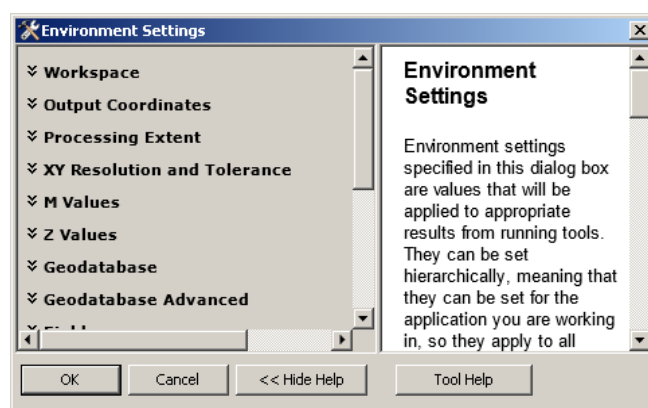 Environment Settings
Workspace
Output Coordinates
Processing Extent
XY Resolution and Tolerance
M Values
Z Values
Geodatabase
Geodatabase Advanced
Environment
Settings
Environment settings
specified in this dialog box
are values that will be
applied to appropriate
results from running tools.
They can be set
hierarchically, meaning that
they can be set for the
application you are working
in, so they apply to all
OK
Cancel
<< Hide Help
Tool Help